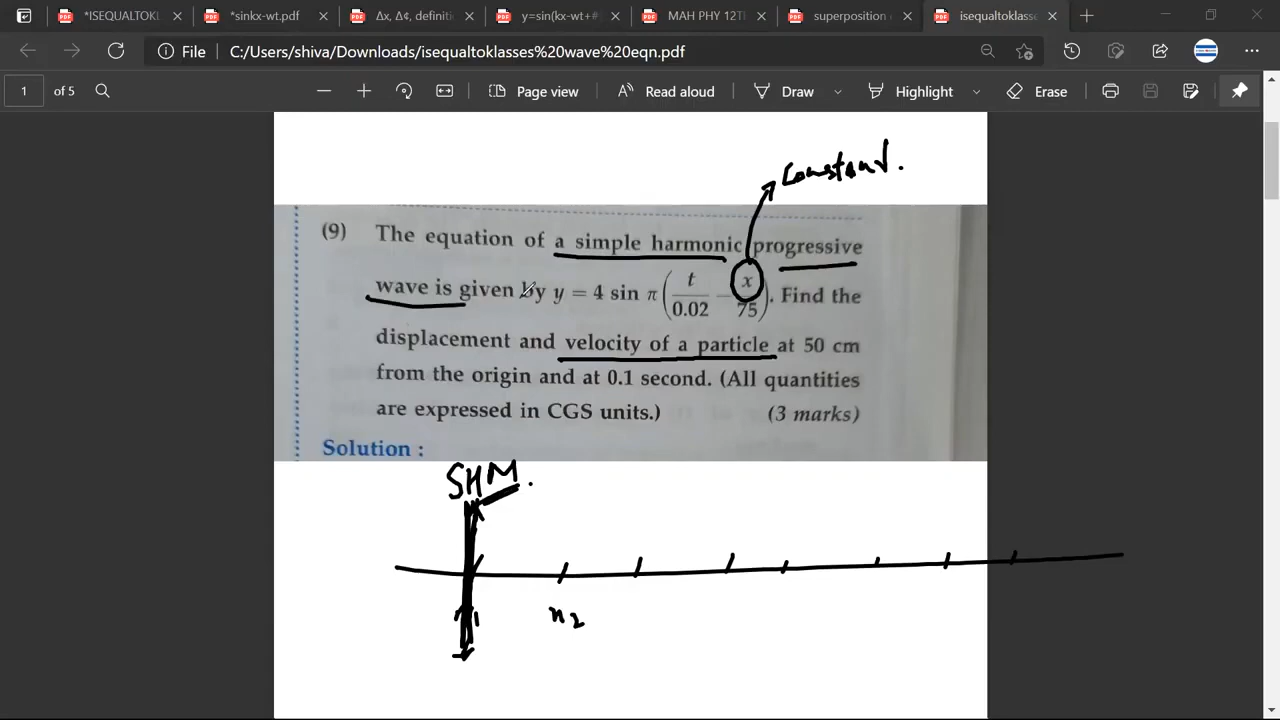 *ISEQUALTOKL
*sinkx-wt.pdf
Δx, Δ¢, definiti
y=sin(kx-wt+#
MAH PHY 12TH
superposition
isequaltoklasse
File C:/Users/shiva/Downloads/isequaltoklasses%20wave%20eqn.pdf
1 of 5 Page view Read aloud Draw Highlight Erase
Constant.
(9) The equation of a simple harmonic progressive
wave is given by y = 4 sin π(t/0.02 − x/75). Find the
displacement and velocity of a particle at 50 cm
from the origin and at 0.1 second. (All quantities
are expressed in CGS units.) (3 marks)
Solution :
SHM.
x2